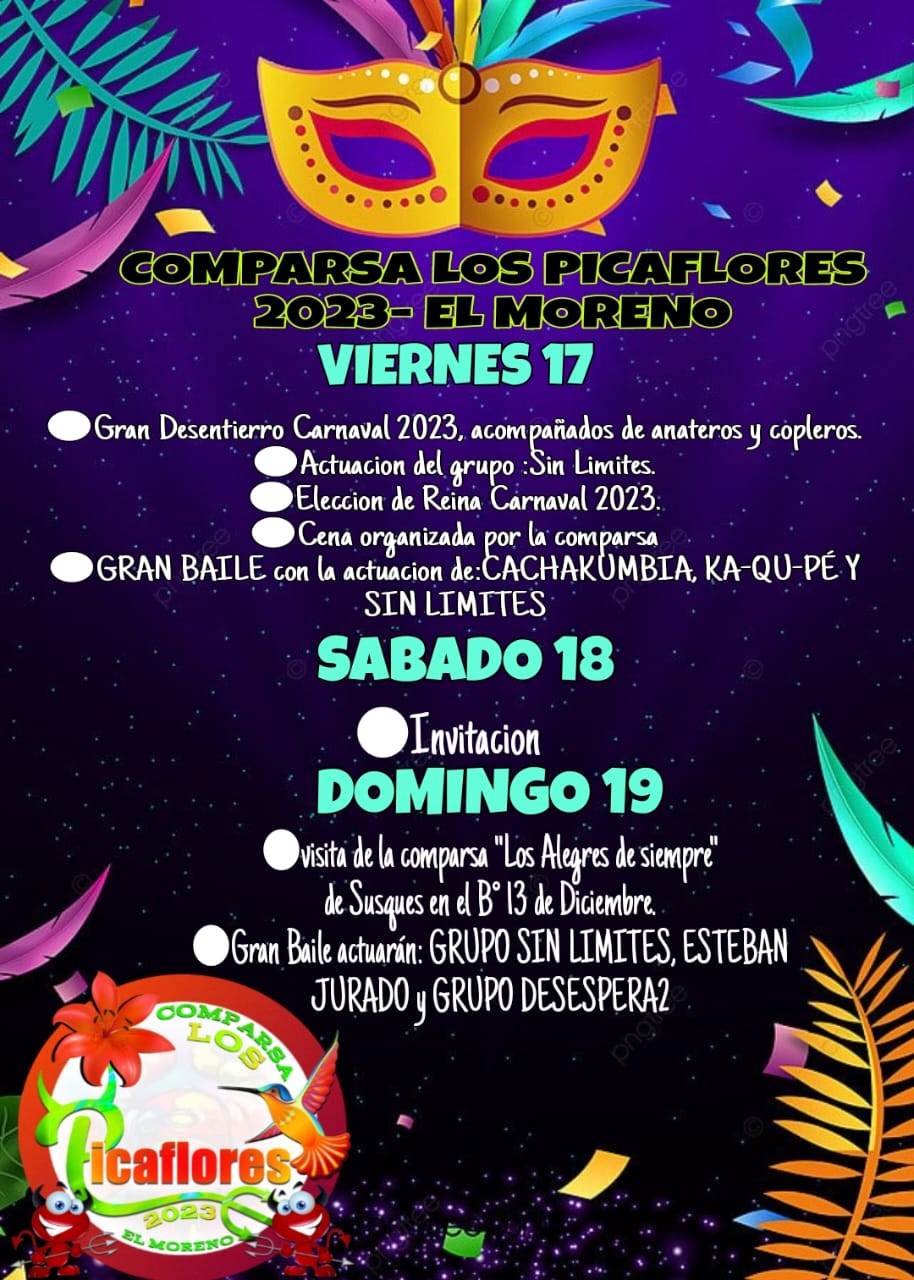 COMPARSA LOS PICAFLORES
2023- EL MORENO
VIERNES 17
Gran Desentierro Carnaval 2023, acompañados de anateros y copleros.
Actuacion del grupo :Sin Limites.
Eleccion de Reina Carnaval 2023.
Cena organizada por la comparsa
GRAN BAILE con la actuacion de:CACHAKUMBIA, KA-QU-PÉ Y
SIN LIMITES
SABADO 18
Invitacion
DOMINGO 19
visita de la comparsa "Los Alegres de siempre"
de Susques en el B° 13 de Diciembre.
Gran Baile actuarán: GRUPO SIN LIMITES, ESTEBAN
JURADO y GRUPO DESESPERA2
COMPARSA
LOS
Picaflores
2023
EL MORENO
pngtree